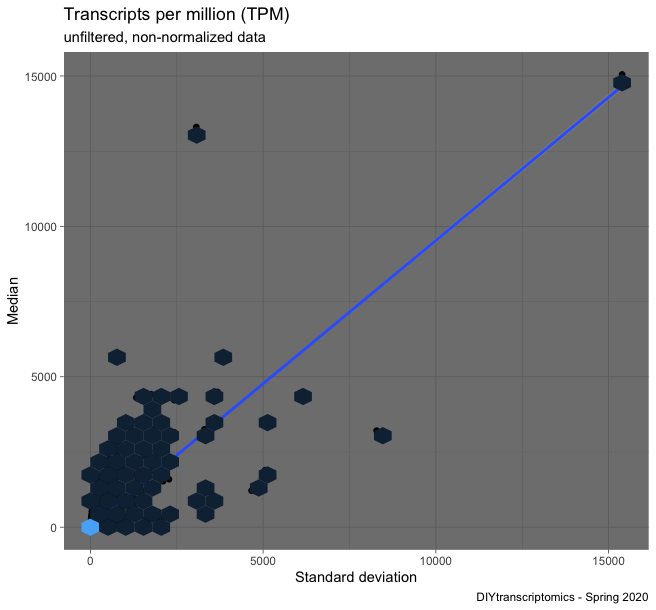 Transcripts per million (TPM)
unfiltered, non-normalized data
15000
10000
5000
0
Median
0 5000 10000 15000
Standard deviation
DIYtranscriptomics - Spring 2020